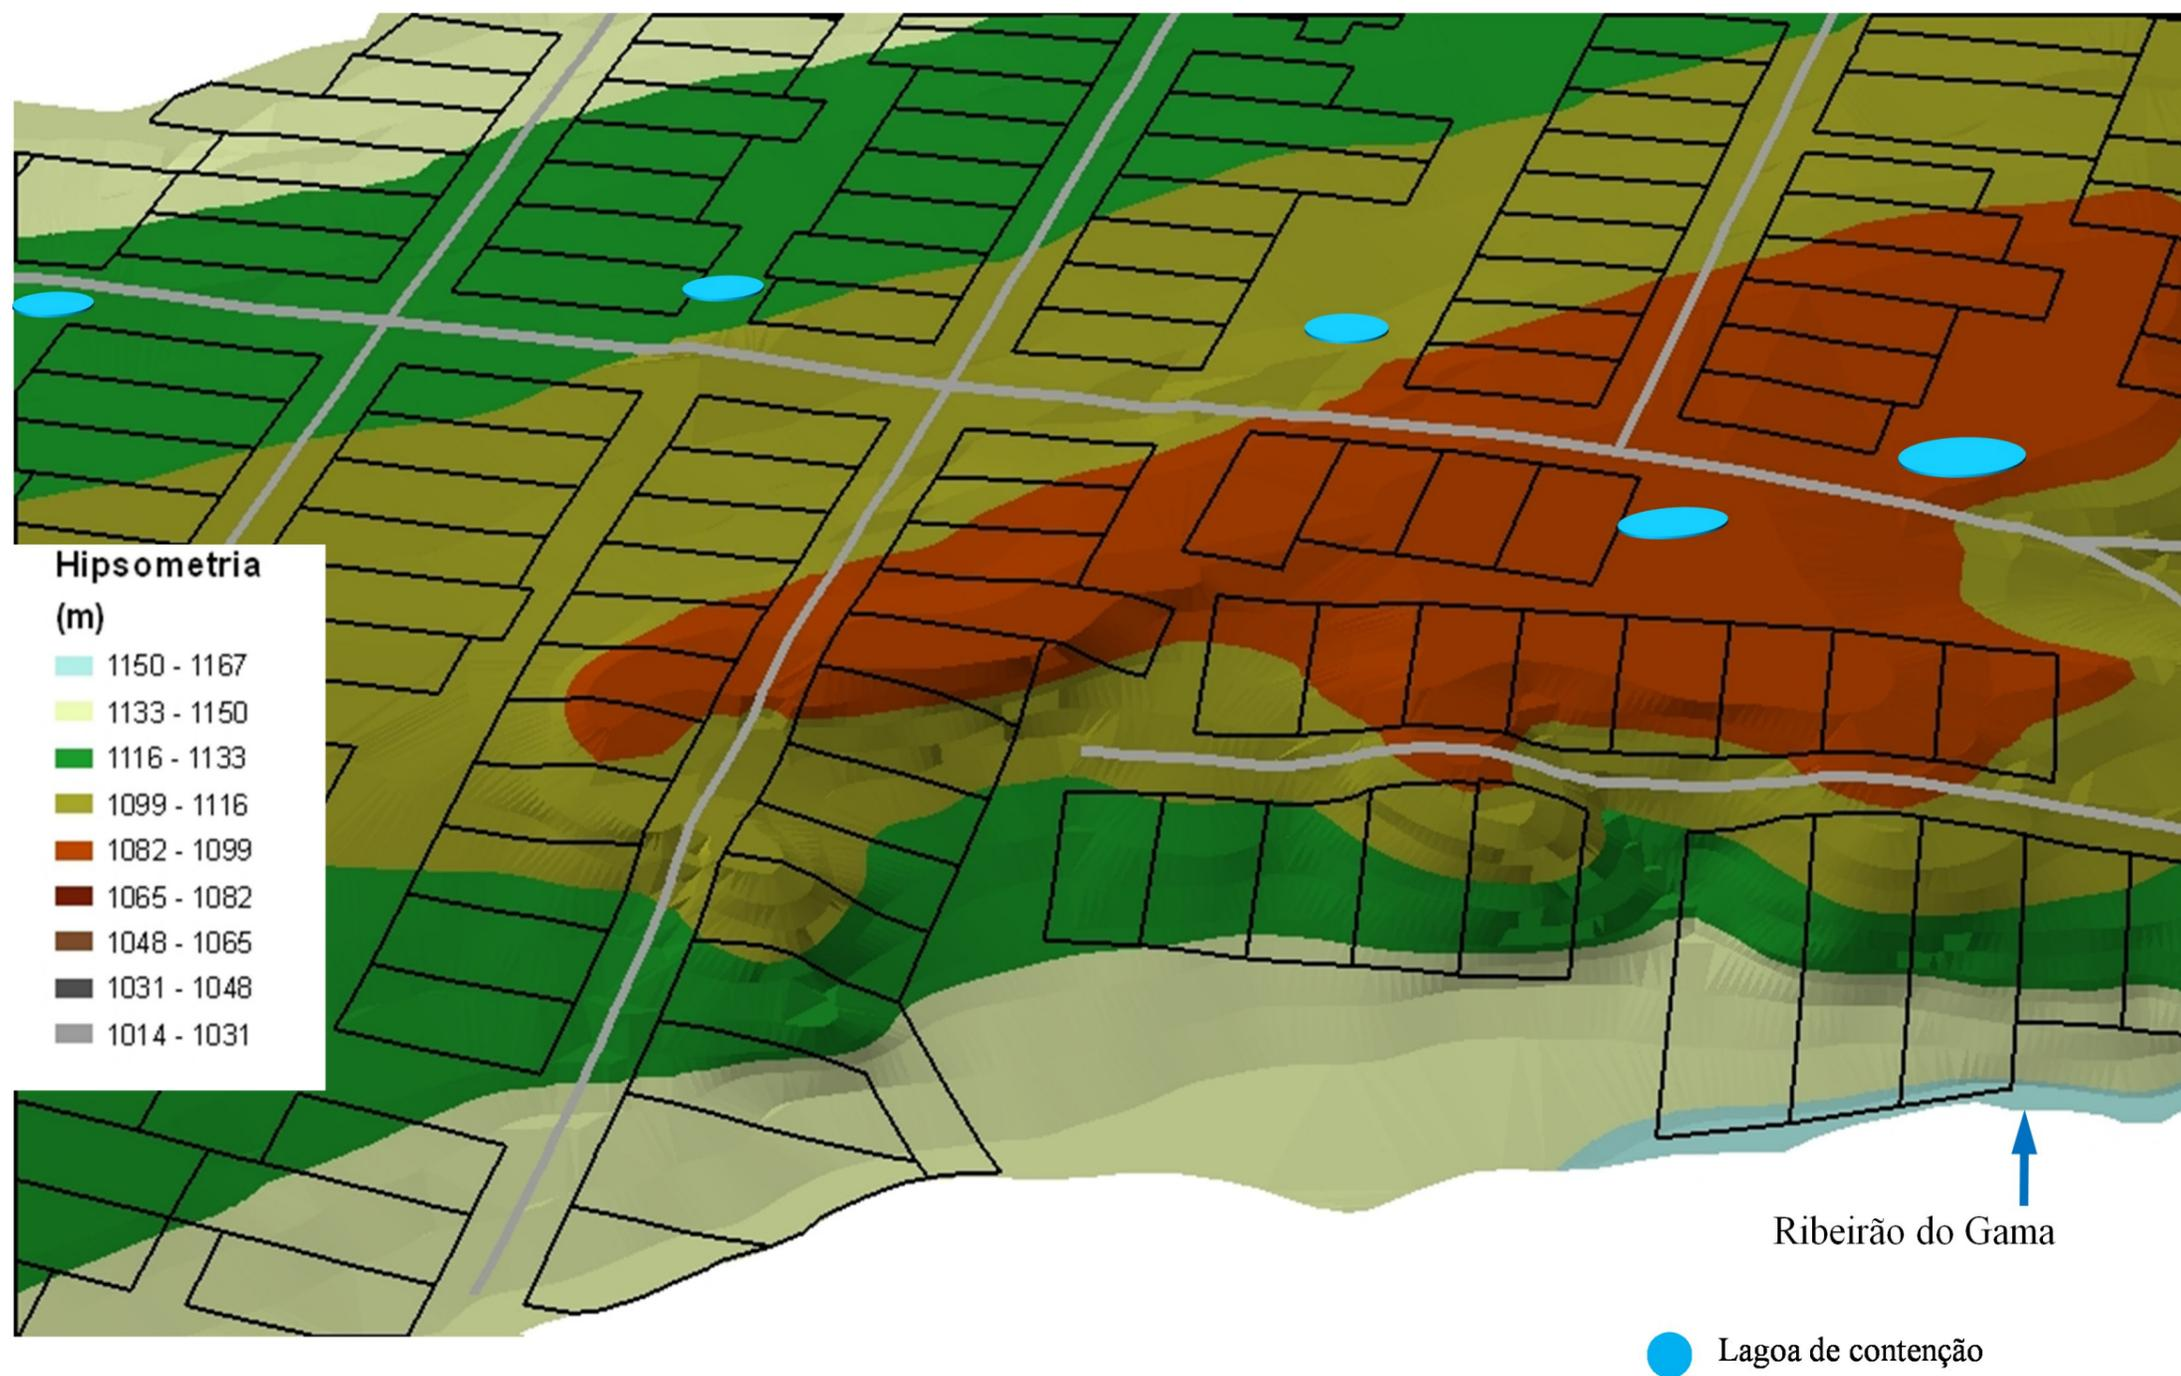 Hipsometria
(m)
1150 - 1167
1133 - 1150
1116 - 1133
1099 - 1116
1082 - 1099
1065 - 1082
1048 - 1065
1031 - 1048
1014 - 1031
Ribeirão do Gama
Lagoa de contenção